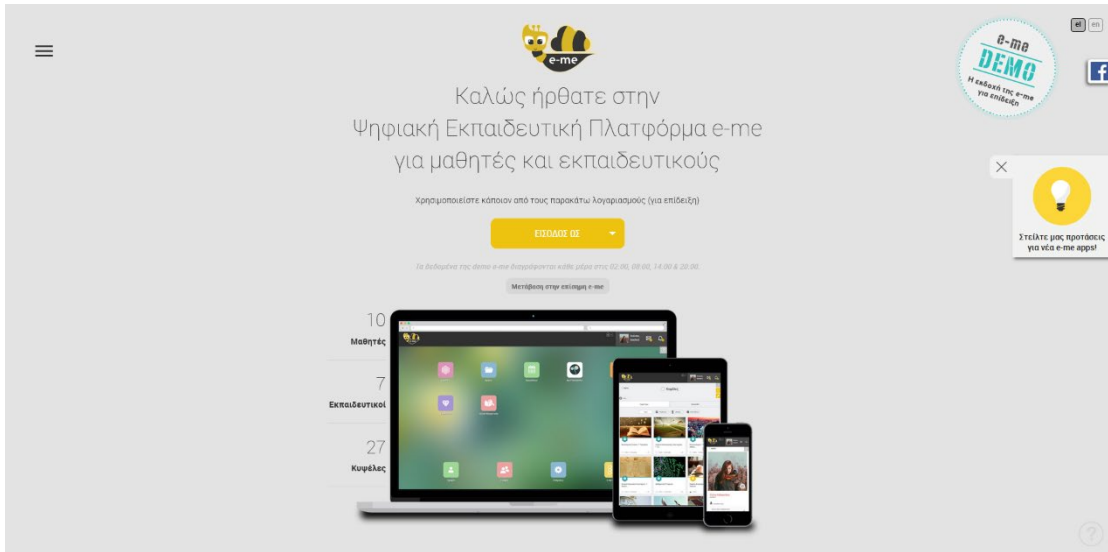 e-me
el en
e-me
DEMO
Η εκδοχή της e-me
για επίδειξη
Καλώς ήρθατε στην
Ψηφιακή Εκπαιδευτική Πλατφόρμα e-me
για μαθητές και εκπαιδευτικούς
Χρησιμοποιείστε κάποιον από τους παρακάτω λογαριασμούς (για επίδειξη)
ΕΙΣΟΔΟΣ ΩΣ
Τα δεδομένα της demo e-me διαγράφονται κάθε μέρα στις 02:00, 08:00, 14:00 & 20:00
Μετάβαση στην επίσημη e-me
Στείλτε μας προτάσεις
για νέα e-me apps!
10
Μαθητές
7
Εκπαιδευτικοί
27
Κυψέλες